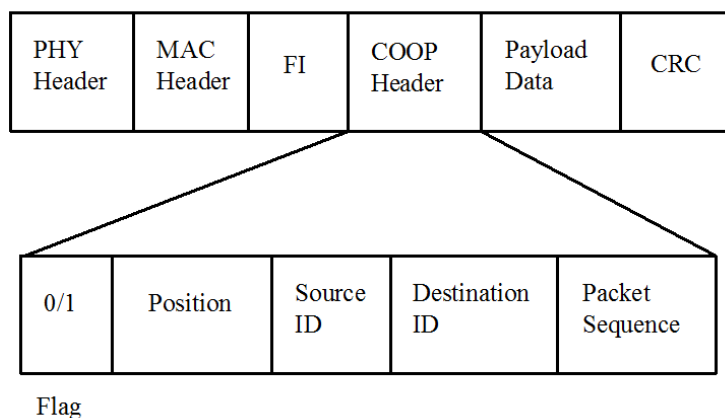 PHY
Header
MAC
Header
FI
COOP
Header
Payload
Data
CRC
0/1
Position
Source
ID
Destination
ID
Packet
Sequence
Flag